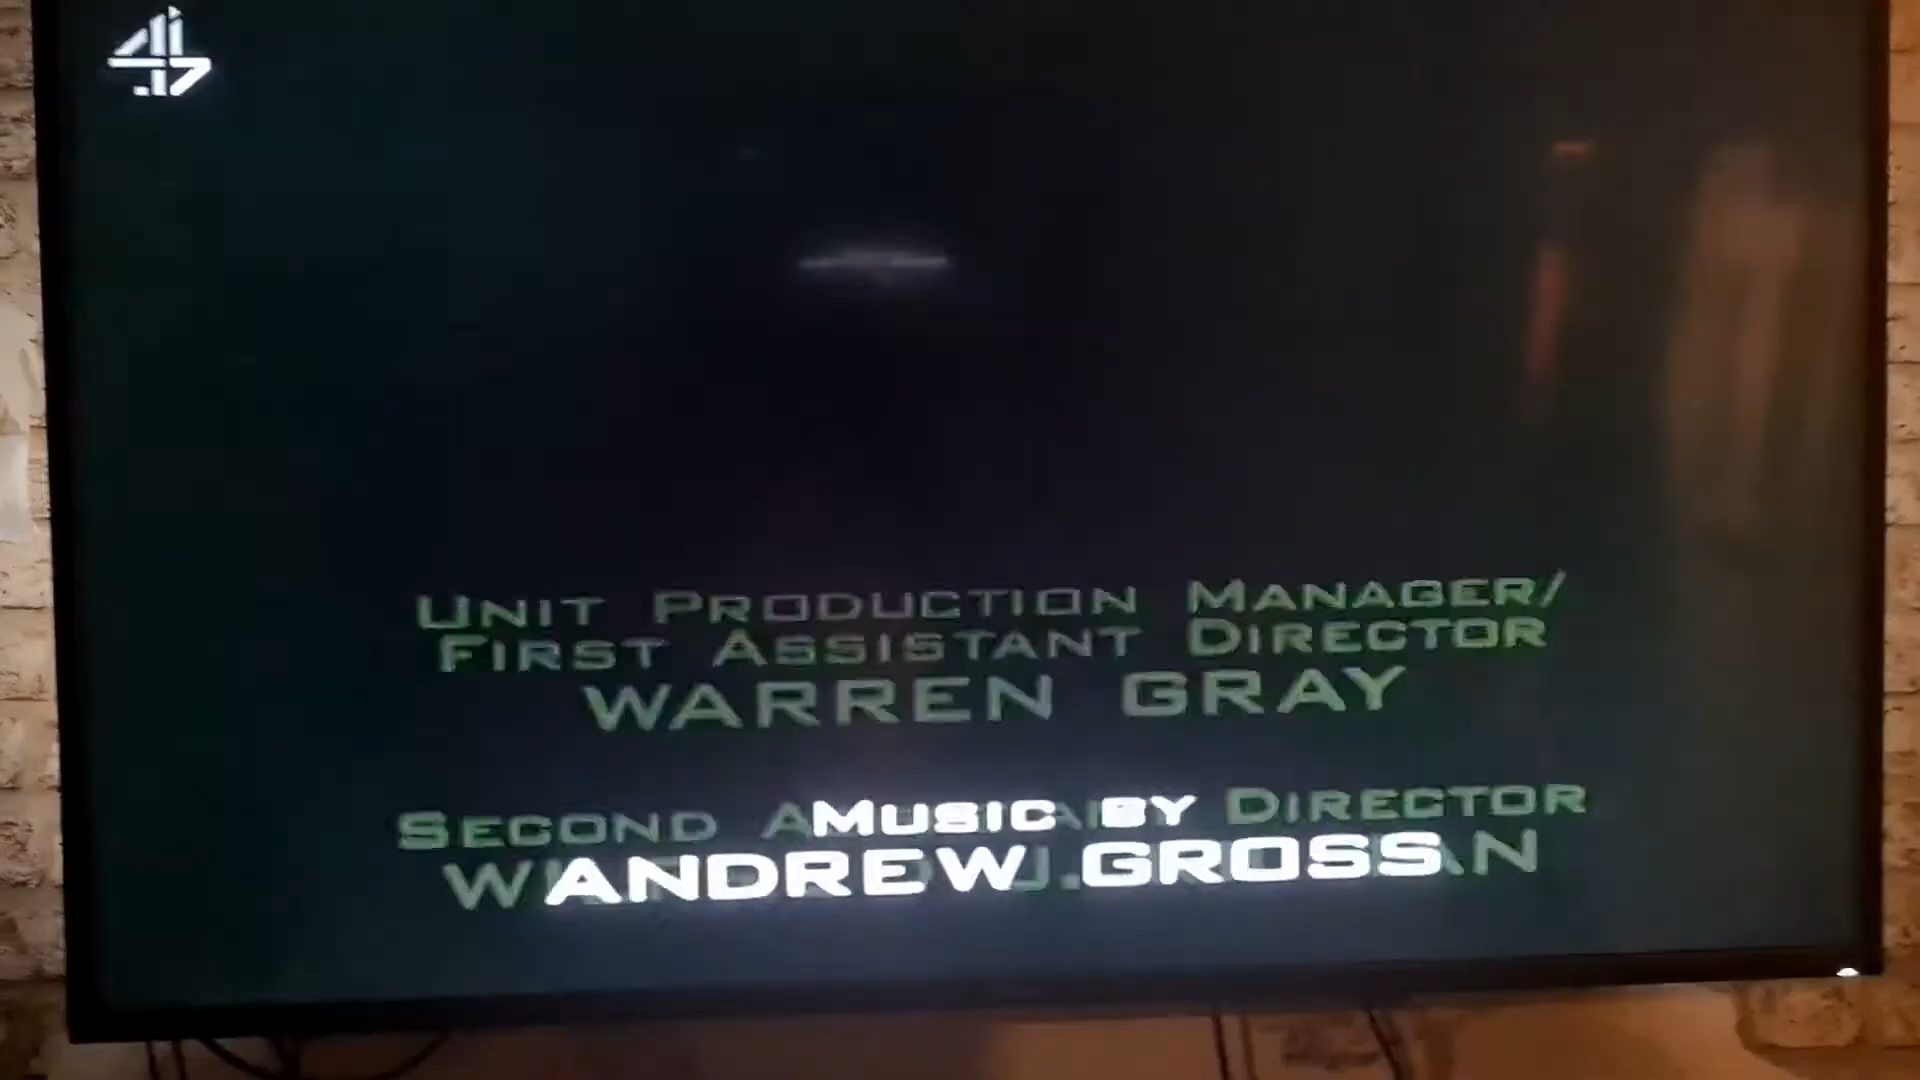 UNIT PRODUCTION MANAGER/
FIRST ASSISTANT DIRECTOR
WARREN GRAY
SECOND DIRECTOR
MUSIC BY
ANDREW GROSS